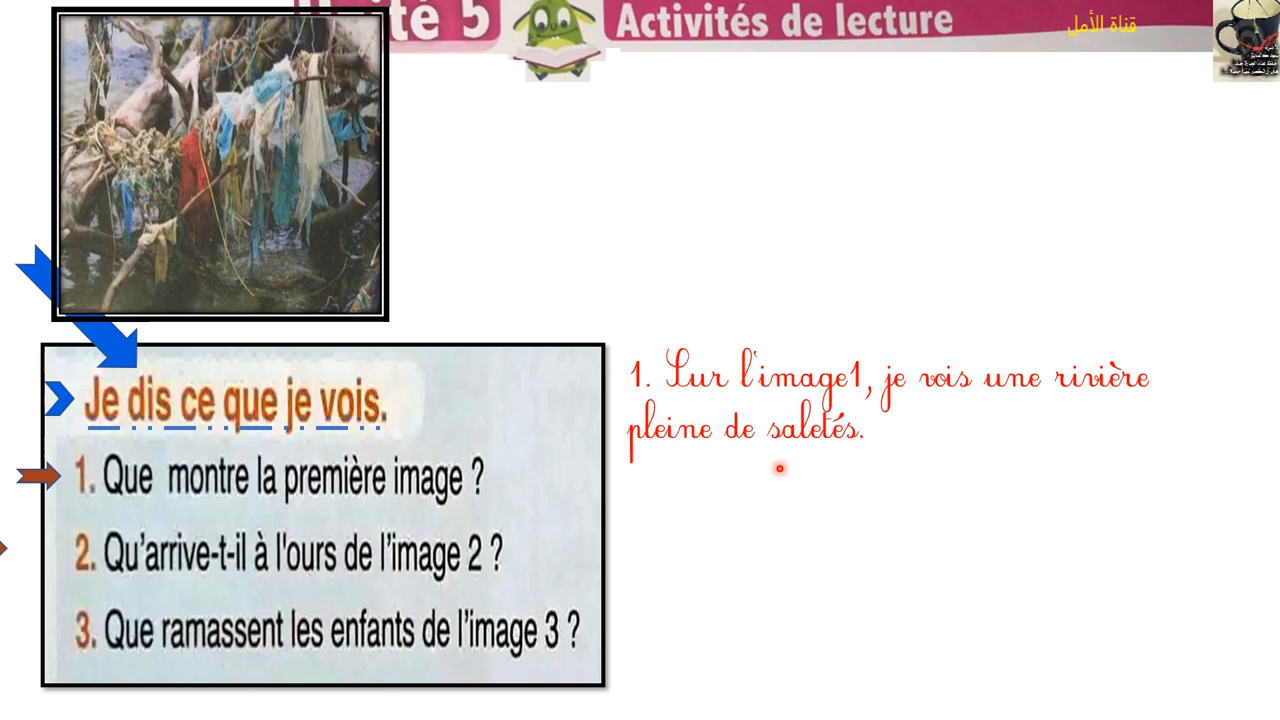 ité 5
Activités de lecture
قناة الأمل
Je dis ce que je vois.
1. Que montre la première image ?
2. Qu'arrive-t-il à l'ours de l'image 2 ?
3. Que ramassent les enfants de l'image 3 ?
1. Sur l'image1, je vois une rivière
pleine de saletés.